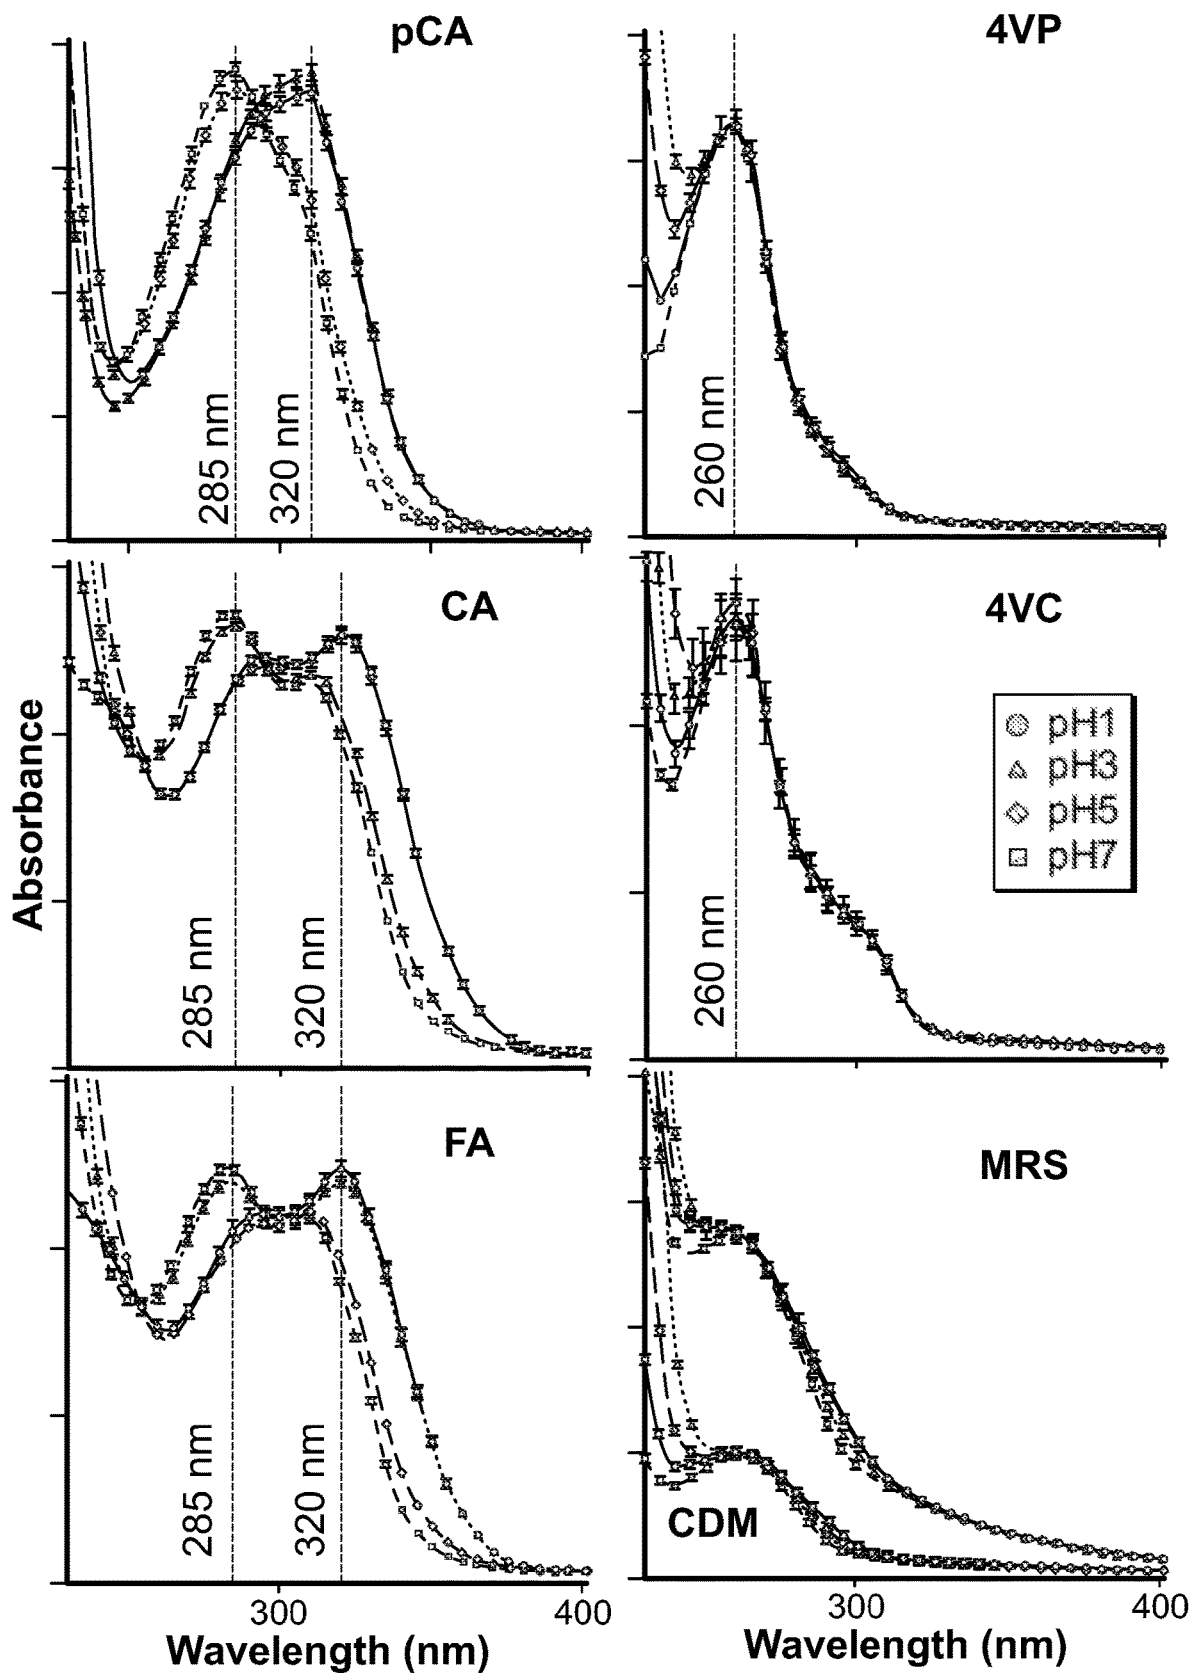 pCA
285 nm
320 nm
4VP
260 nm
CA
285 nm
320 nm
4VC
260 nm
pH1
pH3
pH5
pH7
Absorbance
FA
285 nm
320 nm
MRS
CDM
300
400
300
400
Wavelength (nm)
Wavelength (nm)